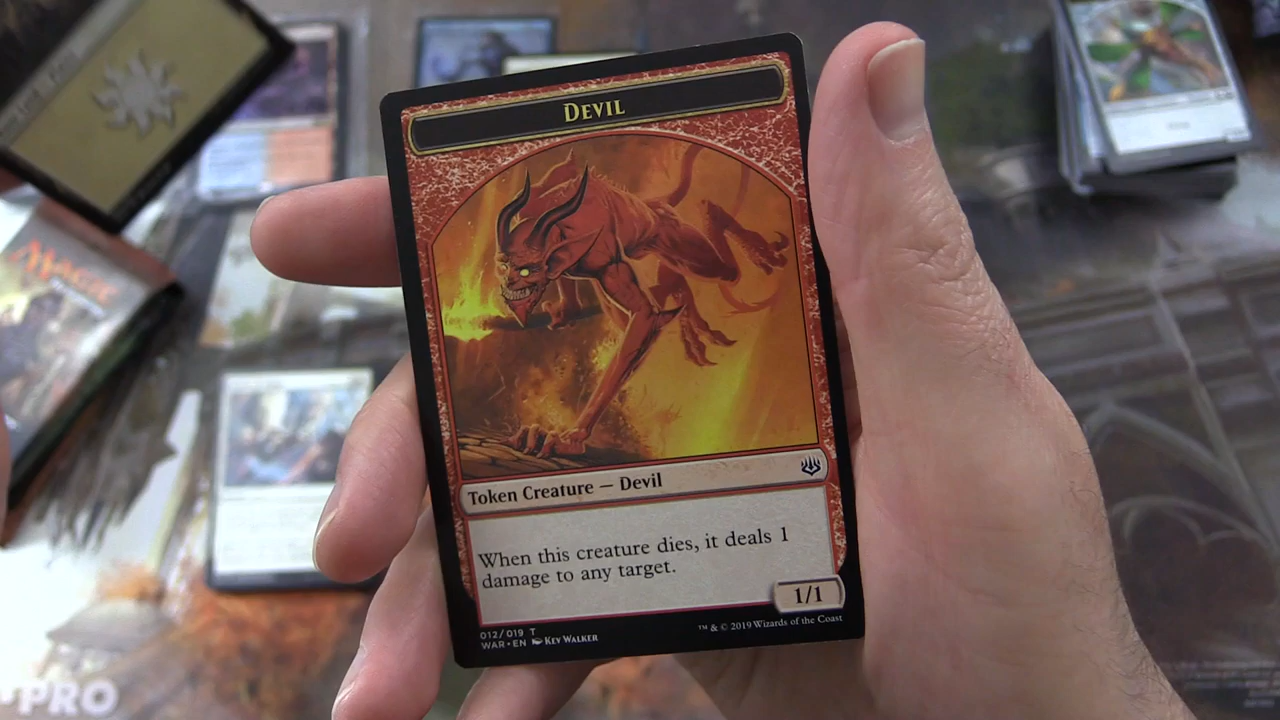 DEVIL
MAGIC
Token Creature — Devil
When this creature dies, it deals 1
damage to any target.
1/1
012/019 T
WAR • EN KEV WALKER
™ & © 2019 Wizards of the Coast
PRO